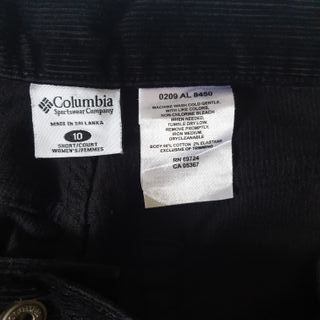 Columbia
Sportswear Company
MADE IN SRI LANKA
10
SHORT/COURT
WOMEN'S/FEMMES
0209 AL 8450
MACHINE WASH COLD GENTLE,
WITH LIKE COLORS,
NON-CHLORINE BLEACH
WHEN NEEDED,
TUMBLE DRY LOW,
REMOVE PROMPTLY,
IRON MEDIUM,
DRYCLEANABLE
BODY:98% COTTON 2% ELASTANE
EXCLUSIVE OF TRIMMING
RN 69724
CA 05367